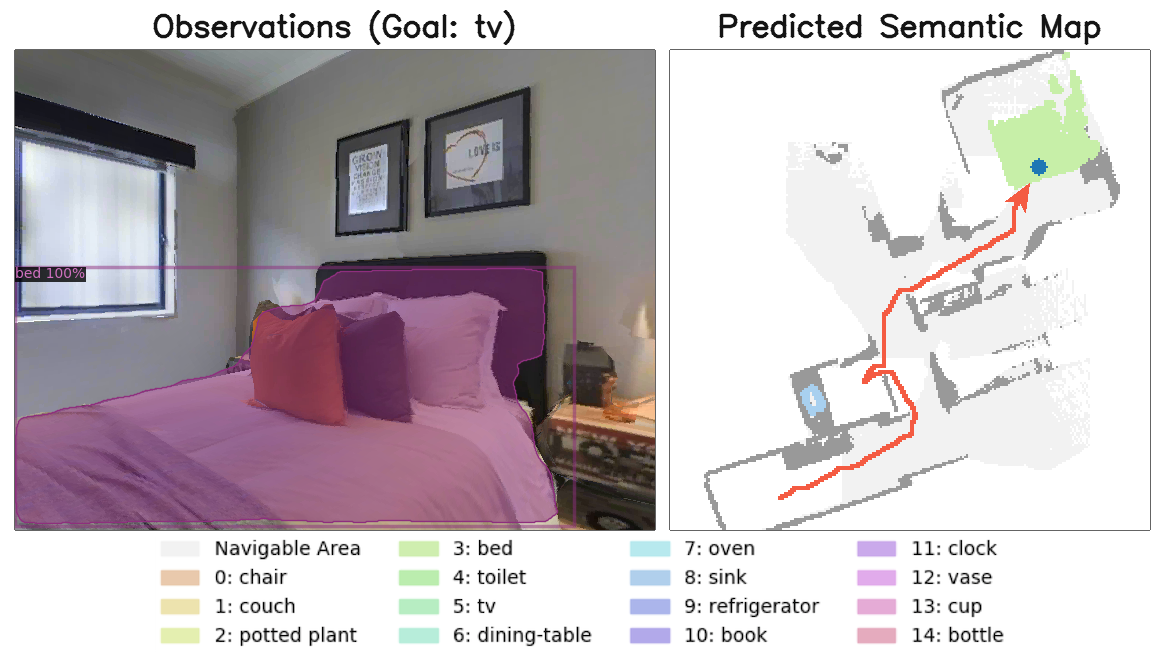 Observations (Goal: tv)
Predicted Semantic Map
GROW
VISION
CHANGE
LOVE IS
bed 100%
Navigable Area
0: chair
1: couch
2: potted plant
3: bed
4: toilet
5: tv
6: dining-table
7: oven
8: sink
9: refrigerator
10: book
11: clock
12: vase
13: cup
14: bottle